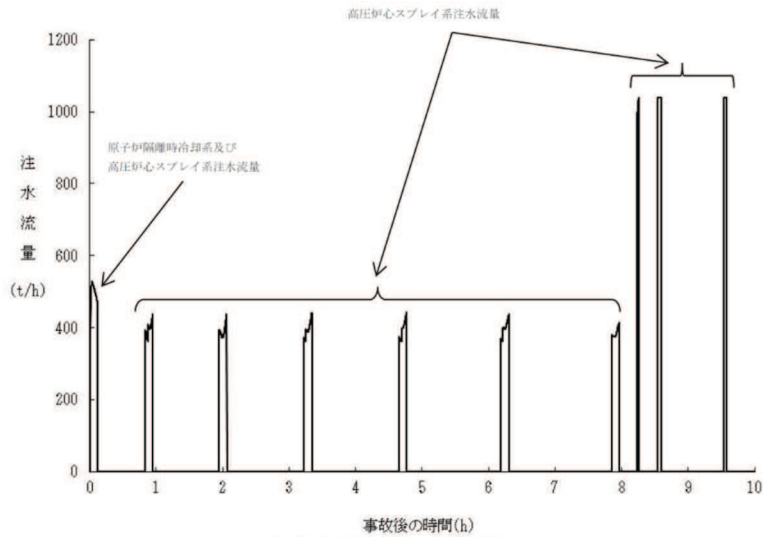 高圧炉心スプレイ系注水流量
1200
1000
原子炉隔離時冷却系及び
高圧炉心スプレイ系注水流量
800
注水流量
(t/h)
600
400
200
0
0 1 2 3 4 5 6 7 8 9 10
事故後の時間(h)